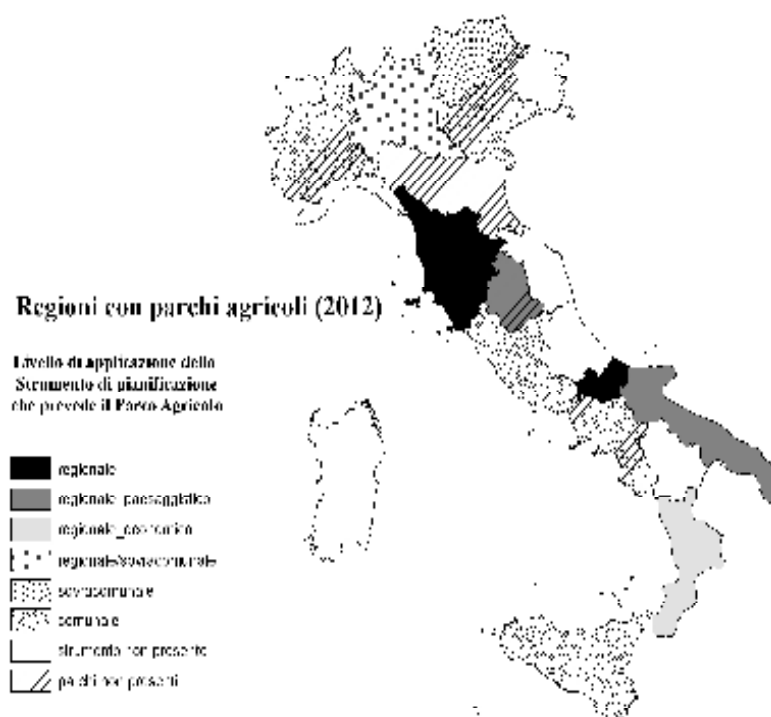 Regioni con parchi agricoli (2012)
Livello di applicazione dello
Strumento di pianificazione
che prevede il Parco Agricolo
regionale
regionale_paesaggistico
regionale_economico
regionale/sovracomunale
sovracomunale
comunale
strumento non presente
parchi non presenti